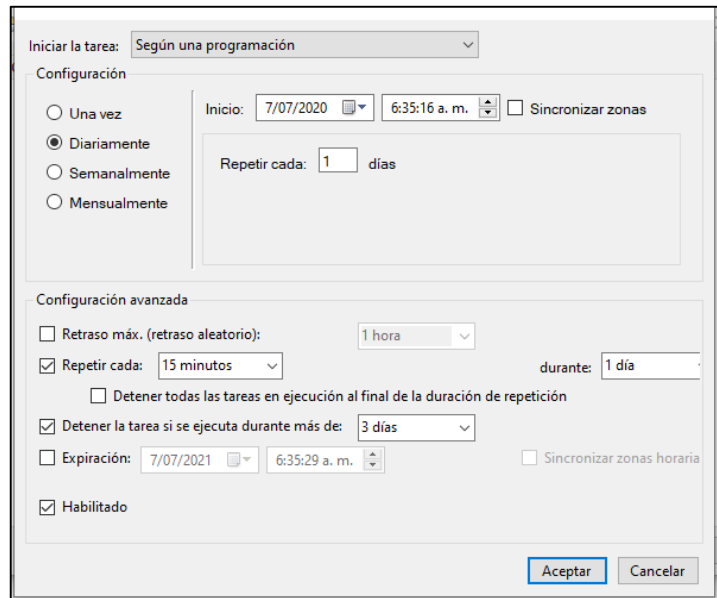 Iniciar la tarea: Según una programación
Configuración
Una vez
Diariamente
Semanalmente
Mensualmente
Inicio: 7/07/2020 6:35:16 a. m. Sincronizar zonas
Repetir cada: 1 días
Configuración avanzada
Retraso máx. (retraso aleatorio): 1 hora
Repetir cada: 15 minutos durante: 1 día
Detener todas las tareas en ejecución al final de la duración de repetición
Detener la tarea si se ejecuta durante más de: 3 días
Expiración: 7/07/2021 6:35:29 a. m. Sincronizar zonas horaria
Habilitado
Aceptar Cancelar